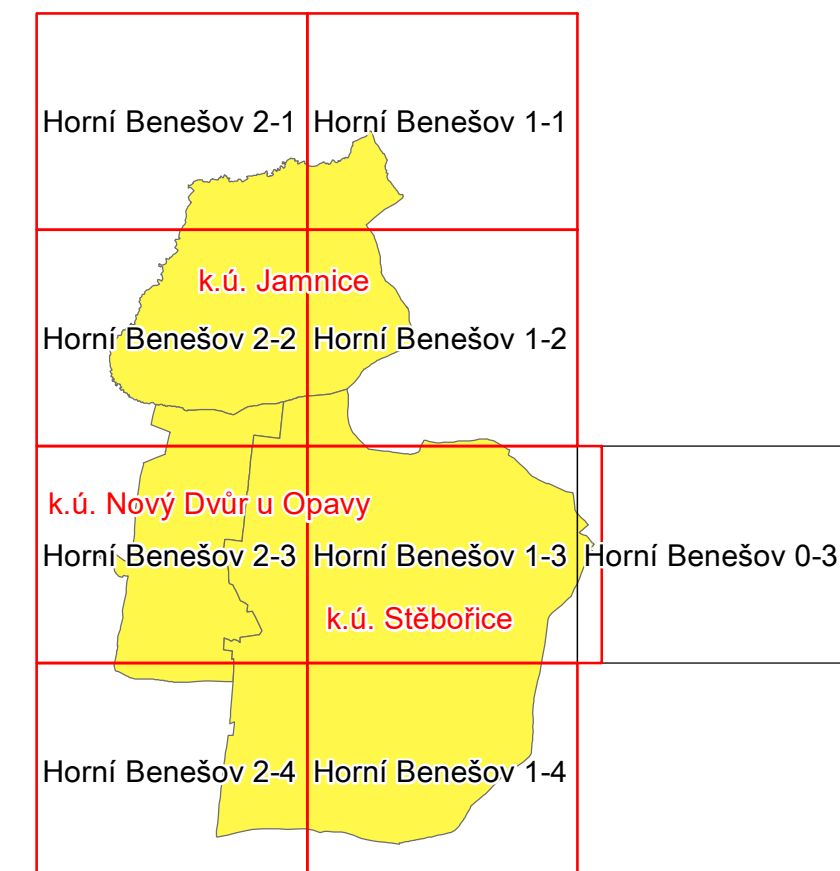 Horní Benešov 2-1
Horní Benešov 1-1
k.ú. Jamnice
Horní Benešov 2-2
Horní Benešov 1-2
k.ú. Nový Dvůr u Opavy
Horní Benešov 2-3
Horní Benešov 1-3
Horní Benešov 0-3
k.ú. Stěbořice
Horní Benešov 2-4
Horní Benešov 1-4